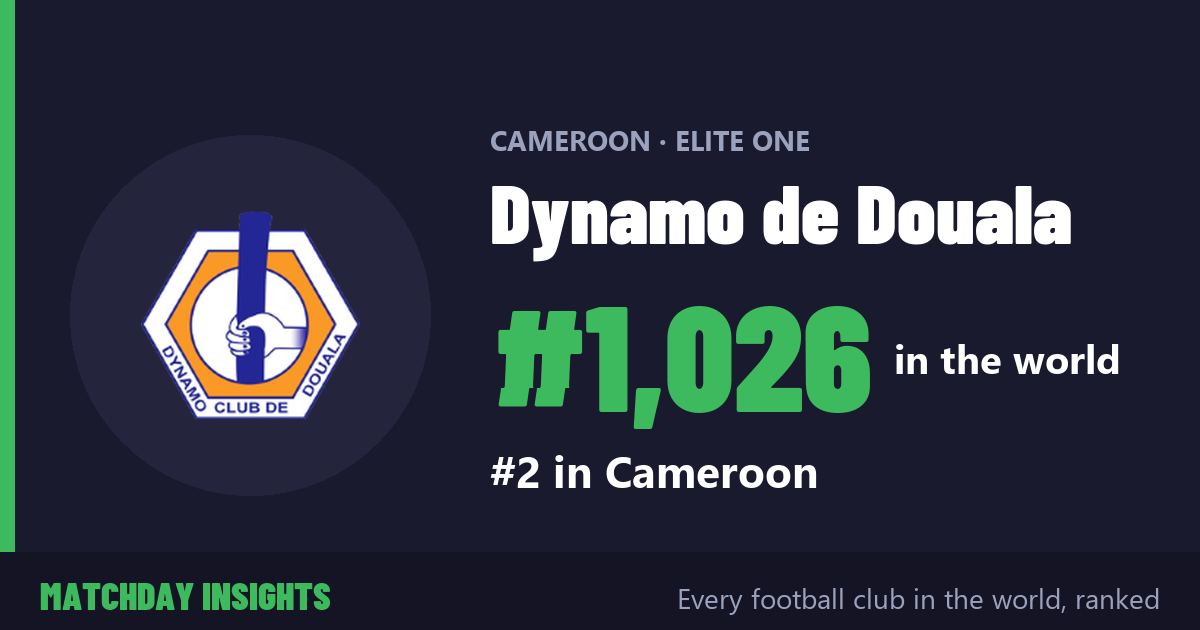 CAMEROON · ELITE ONE
Dynamo de Douala
#1,026 in the world
#2 in Cameroon
DYNAMO CLUB DE DOUALA
MATCHDAY INSIGHTS
Every football club in the world, ranked